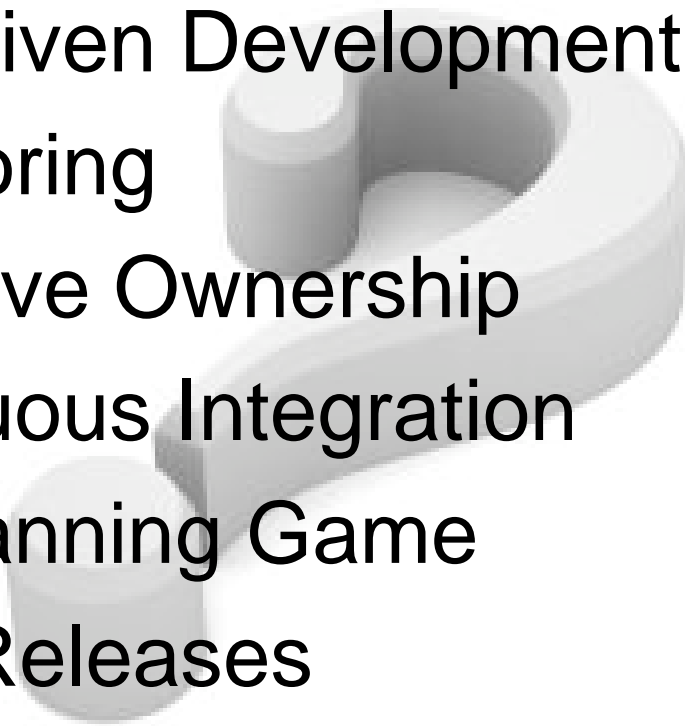 iven Development
oring
ve Ownership
uous Integration
anning Game
Releases